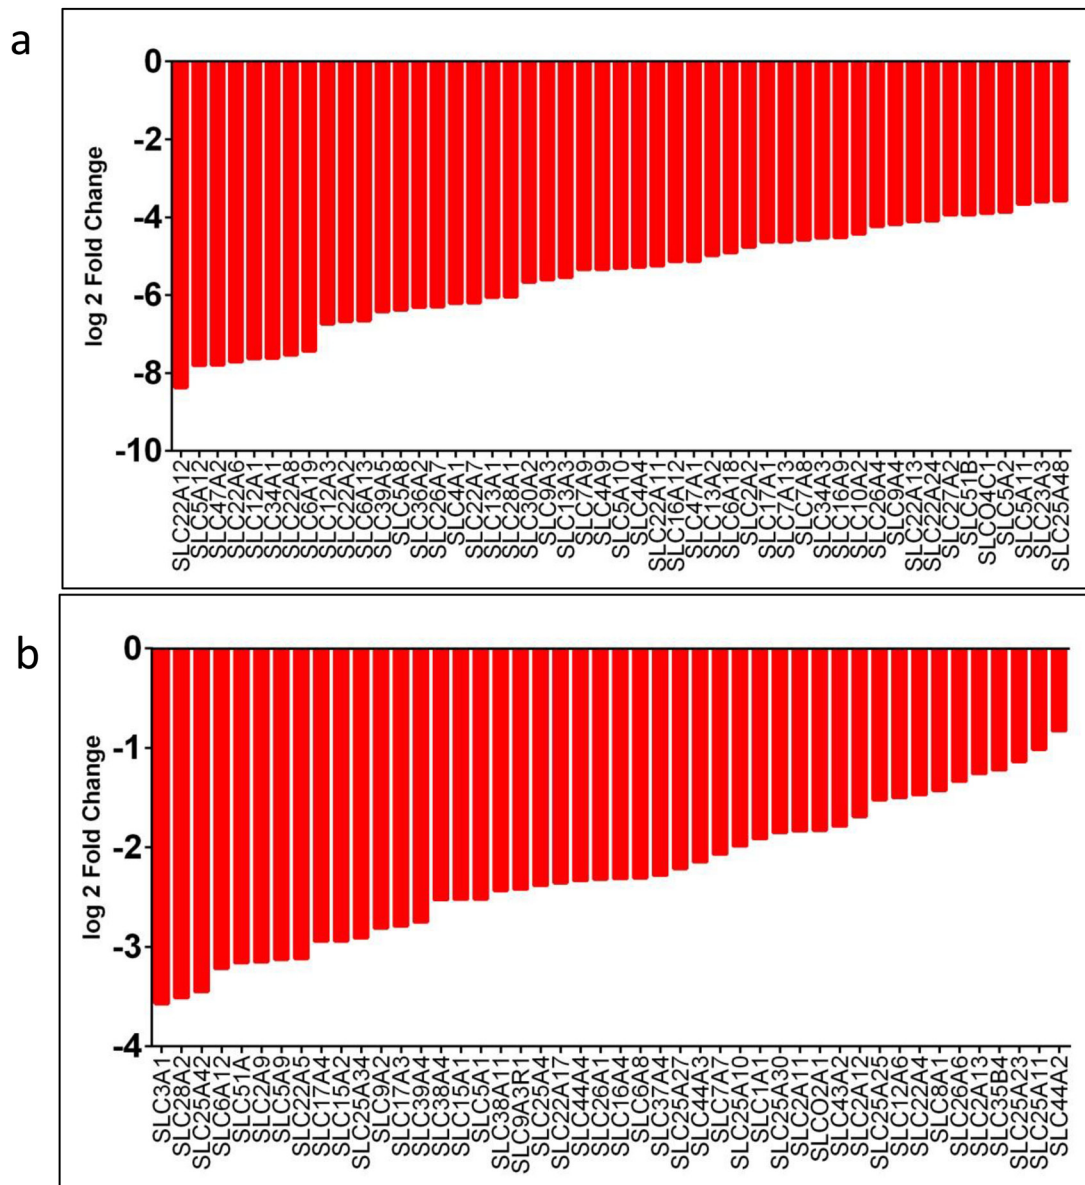 a
0
-2
-4
-6
-8
-10
log 2 Fold Change
SLC22A12
SLC5A12
SLC47A2
SLC22A6
SLC12A1
SLC34A1
SLC22A8
SLC6A19
SLC12A3
SLC22A2
SLC6A13
SLC39A5
SLC5A8
SLC36A2
SLC26A7
SLC4A1
SLC22A7
SLC13A1
SLC28A1
SLC30A2
SLC9A3
SLC13A3
SLC7A9
SLC4A9
SLC5A10
SLC4A4
SLC22A11
SLC16A12
SLC47A1
SLC13A2
SLC6A18
SLC2A2
SLC17A1
SLC7A13
SLC7A8
SLC34A3
SLC16A9
SLC10A2
SLC26A4
SLC9A4
SLC22A13
SLC22A24
SLC27A2
SLC51B
SLCO4C1
SLC5A2
SLC5A11
SLC23A3
SLC25A48
b
0
-1
-2
-3
-4
log 2 Fold Change
SLC3A1
SLC28A2
SLC25A42
SLC6A12
SLC51A
SLC2A9
SLC5A9
SLC22A5
SLC17A4
SLC15A2
SLC25A34
SLC9A2
SLC17A3
SLC39A4
SLC38A4
SLC15A1
SLC5A1
SLC38A11
SLC9A3R1
SLC25A4
SLC22A17
SLC44A4
SLC26A1
SLC16A4
SLC6A8
SLC37A4
SLC25A27
SLC44A3
SLC7A7
SLC25A10
SLC1A1
SLC25A30
SLC2A11
SLCO2A1
SLC43A2
SLC2A12
SLC25A25
SLC12A6
SLC22A4
SLC8A1
SLC26A6
SLC2A13
SLC35B4
SLC25A23
SLC25A11
SLC44A2